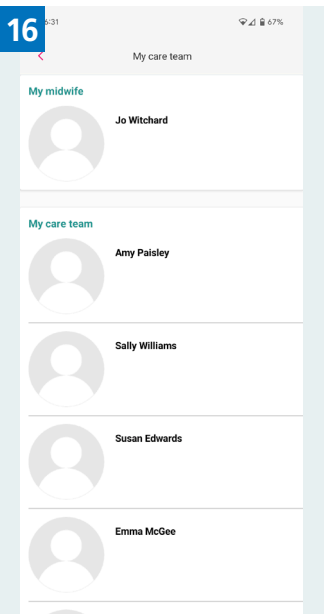 16
6:31
67%
My care team
My midwife
Jo Witchard
My care team
Amy Paisley
Sally Williams
Susan Edwards
Emma McGee